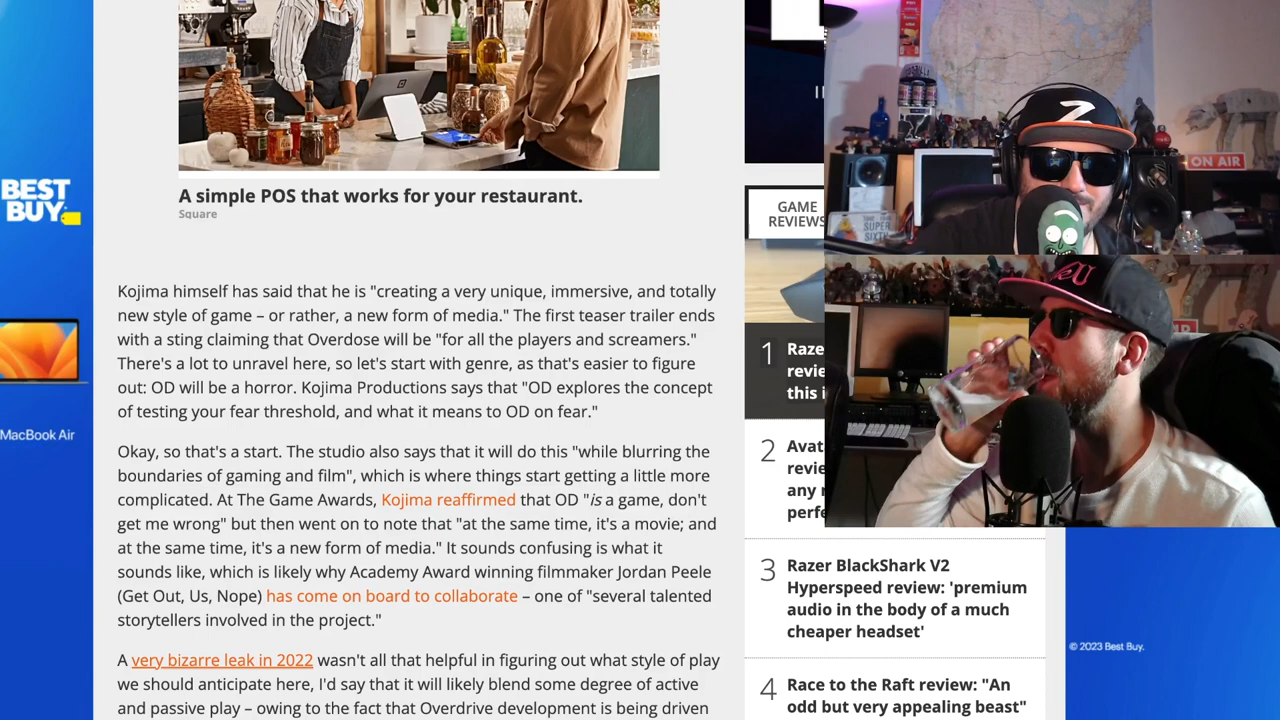 BEST
BUY
MacBook Air
A simple POS that works for your restaurant.
Square
Kojima himself has said that he is "creating a very unique, immersive, and totally
new style of game – or rather, a new form of media." The first teaser trailer ends
with a sting claiming that Overdose will be "for all the players and screamers."
There's a lot to unravel here, so let's start with genre, as that's easier to figure
out: OD will be a horror. Kojima Productions says that "OD explores the concept
of testing your fear threshold, and what it means to OD on fear."
Okay, so that's a start. The studio also says that it will do this "while blurring the
boundaries of gaming and film", which is where things start getting a little more
complicated. At The Game Awards, Kojima reaffirmed that OD "is a game, don't
get me wrong" but then went on to note that "at the same time, it's a movie; and
at the same time, it's a new form of media." It sounds confusing is what it
sounds like, which is likely why Academy Award winning filmmaker Jordan Peele
(Get Out, Us, Nope) has come on board to collaborate – one of "several talented
storytellers involved in the project."
A very bizarre leak in 2022 wasn't all that helpful in figuring out what style of play
we should anticipate here, I'd say that it will likely blend some degree of active
and passive play – owing to the fact that Overdrive development is being driven
GAME
REVIEWS
1 Raze
revie
this i
2 Avat
revie
any
perfe
3 Razer BlackShark V2
Hyperspeed review: 'premium
audio in the body of a much
cheaper headset'
4 Race to the Raft review: "An
odd but very appealing beast"
ON AIR
SUPER
SIXTY
© 2023 Best Buy.